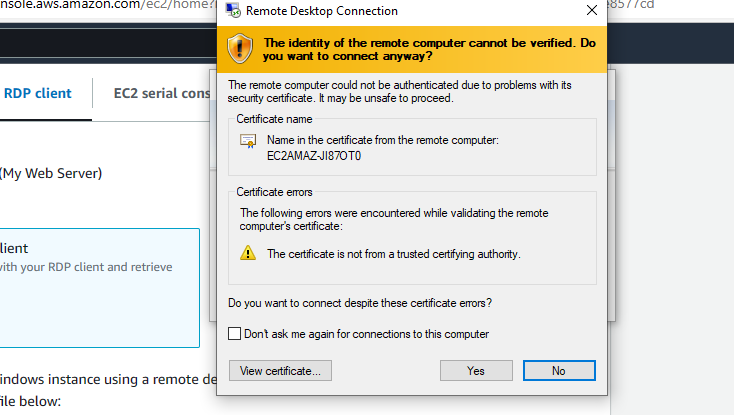 onsole.aws.amazon.com/ec2/home?
e8577cd
Remote Desktop Connection
The identity of the remote computer cannot be verified. Do
you want to connect anyway?
The remote computer could not be authenticated due to problems with its
security certificate. It may be unsafe to proceed.
RDP client
EC2 serial cons
Certificate name
Name in the certificate from the remote computer:
EC2AMAZ-JI87OT0
(My Web Server)
Certificate errors
The following errors were encountered while validating the remote
computer's certificate:
The certificate is not from a trusted certifying authority.
lient
with your RDP client and retrieve
Do you want to connect despite these certificate errors?
Don't ask me again for connections to this computer
View certificate...
Yes
No
indows instance using a remote de
file below: